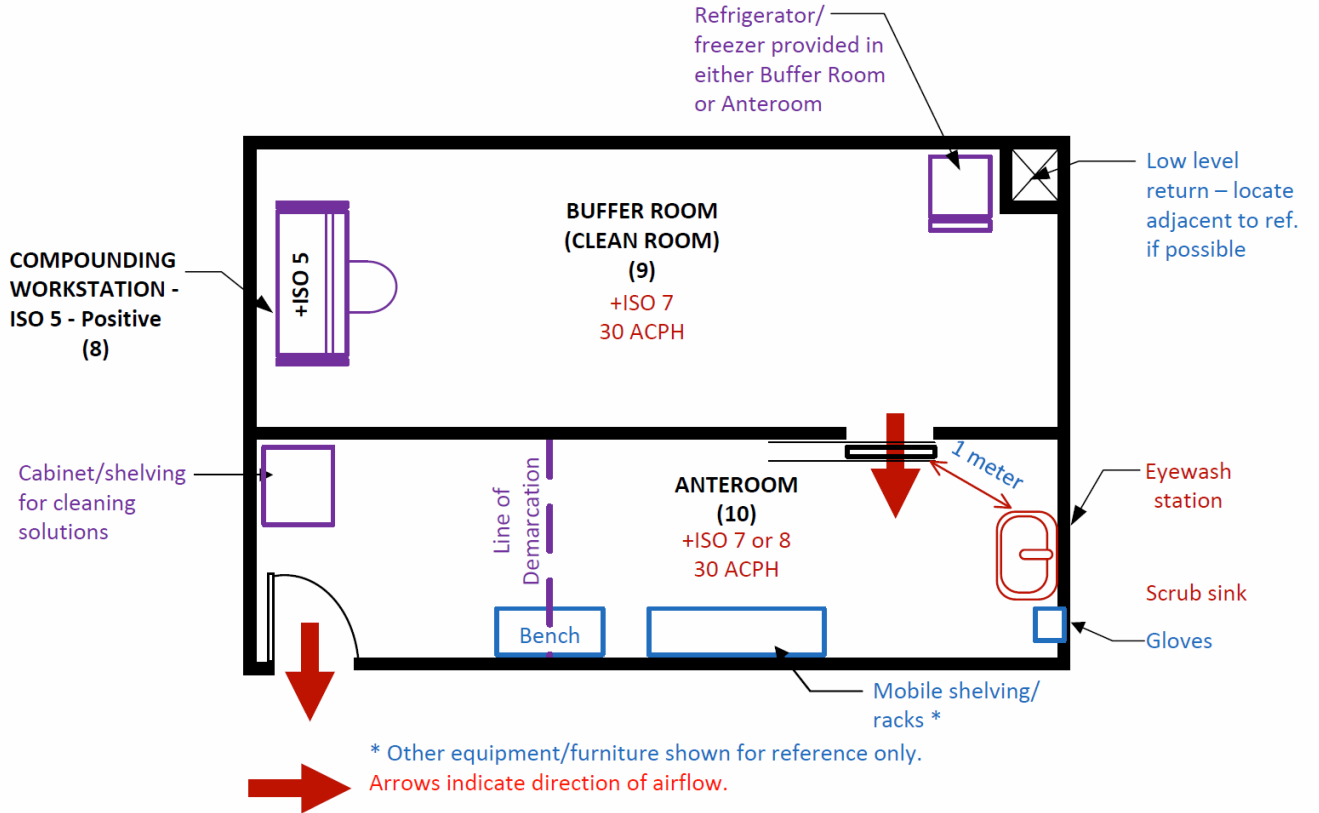 Refrigerator/
freezer provided in
either Buffer Room
or Anteroom
Low level
return – locate
adjacent to ref.
if possible
BUFFER ROOM
(CLEAN ROOM)
(9)
+ISO 7
30 ACPH
COMPOUNDING
WORKSTATION -
ISO 5 - Positive
(8)
+ISO 5
Cabinet/shelving
for cleaning
solutions
Line of
Demarcation
ANTEROOM
(10)
+ISO 7 or 8
30 ACPH
1 meter
Eyewash
station
Scrub sink
Gloves
Bench
Mobile shelving/
racks *
* Other equipment/furniture shown for reference only.
Arrows indicate direction of airflow.